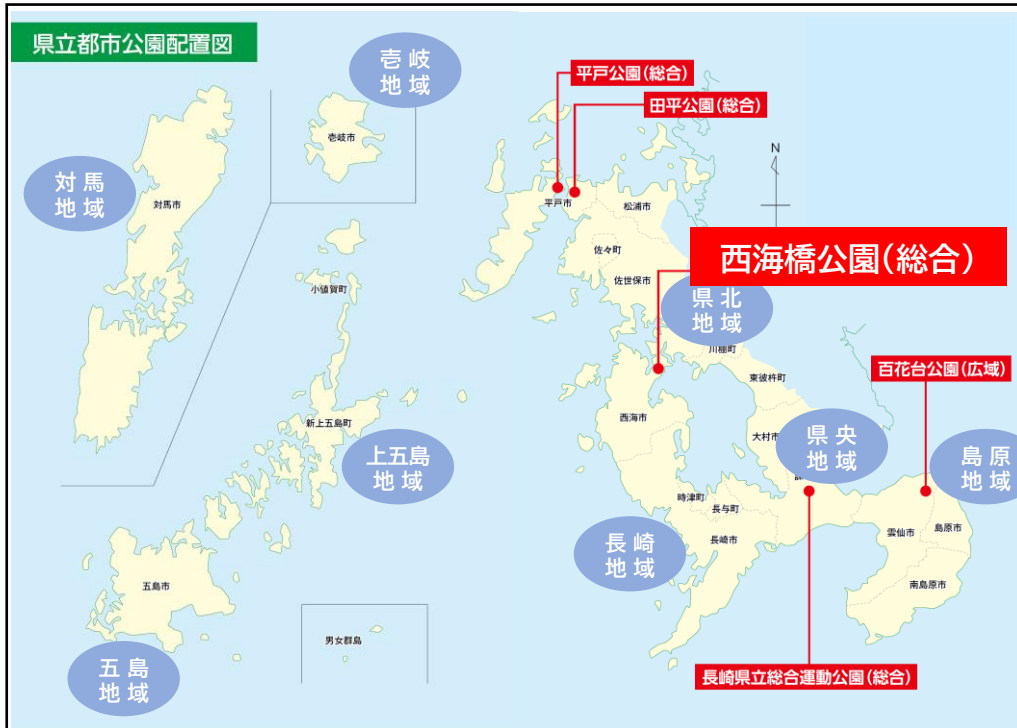 県立都市公園配置図
壱岐
地域
平戸公園(総合)
田平公園(総合)
壱岐市
N
対馬
地域
対馬市
平戸市
松浦市
西海橋公園(総合)
佐々町
佐世保市
小値賀町
県北
地域
川棚町
百花台公園(広域)
東彼杵町
西海市
新上五島町
大村市
県央
地域
上五島
地域
島原
地域
時津町
長与町
長崎市
長崎
地域
雲仙市
島原市
五島市
南島原市
男女群島
五島
地域
長崎県立総合運動公園(総合)